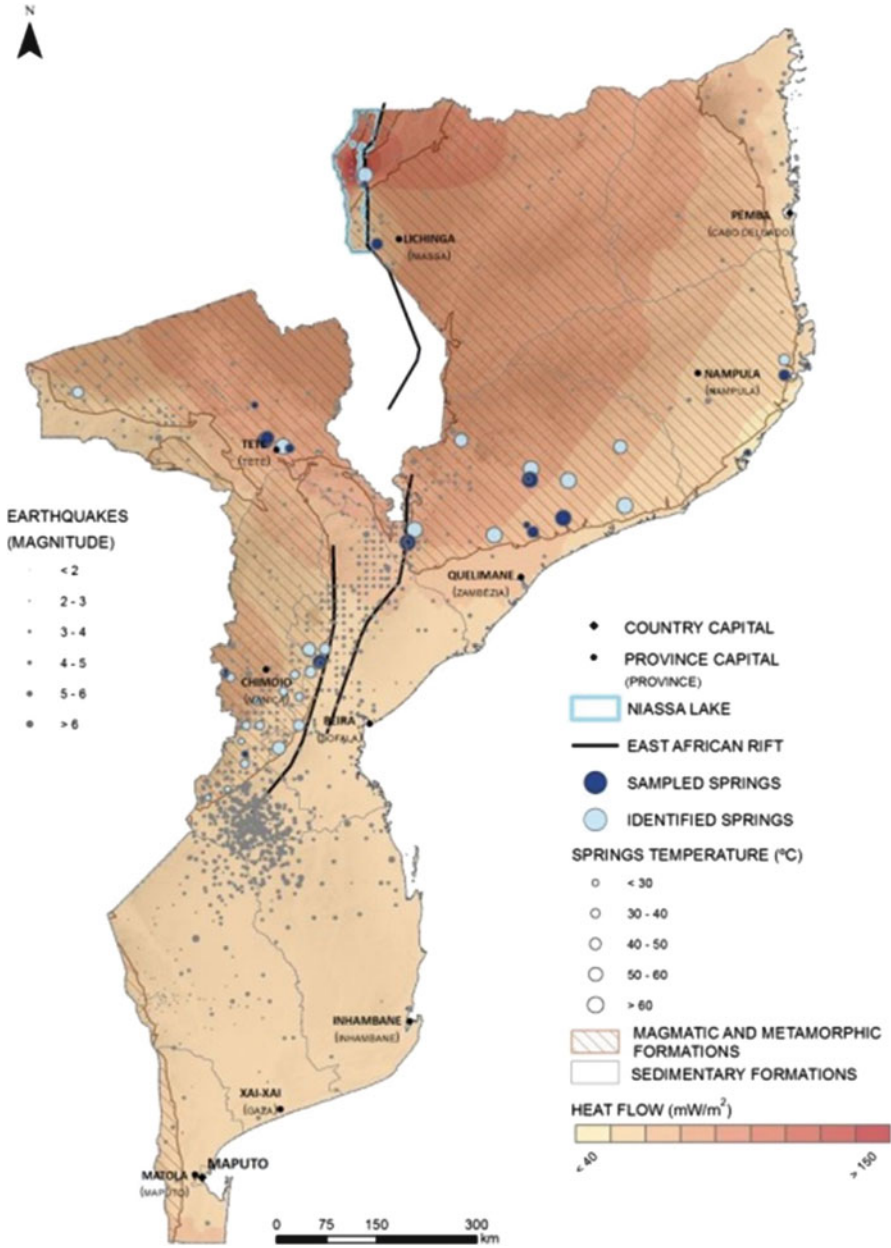 N
LICHINGA
(NIASSA)
PEMBA
(CABO DELGADO)
NAMPULA
(NAMPULA)
TETE
(TETE)
EARTHQUAKES
(MAGNITUDE)
< 2
2 - 3
3 - 4
4 - 5
5 - 6
> 6
QUELIMANE
(ZAMBÉZIA)
CHIMOIO
(MANICA)
BEIRA
(SOFALA)
COUNTRY CAPITAL
PROVINCE CAPITAL
(PROVINCE)
NIASSA LAKE
EAST AFRICAN RIFT
SAMPLED SPRINGS
IDENTIFIED SPRINGS
SPRINGS TEMPERATURE (ºC)
< 30
30 - 40
40 - 50
50 - 60
> 60
INHAMBANE
(INHAMBANE)
MAGMATIC AND METAMORPHIC
FORMATIONS
SEDIMENTARY FORMATIONS
XAI-XAI
(GAZA)
HEAT FLOW (mW/m²)
< 40
> 150
MAPUTO
MATOLA
(MAPUTO)
0 75 150 300
km